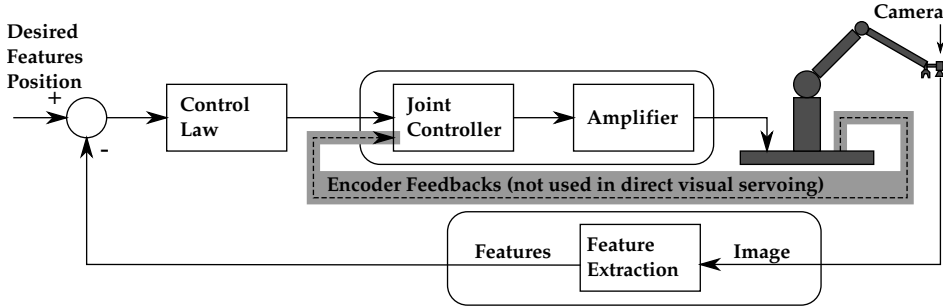 Camera
Desired
Features
Position
+
-
Control
Law
Joint
Controller
Amplifier
Encoder Feedbacks (not used in direct visual servoing)
Features
Feature
Extraction
Image